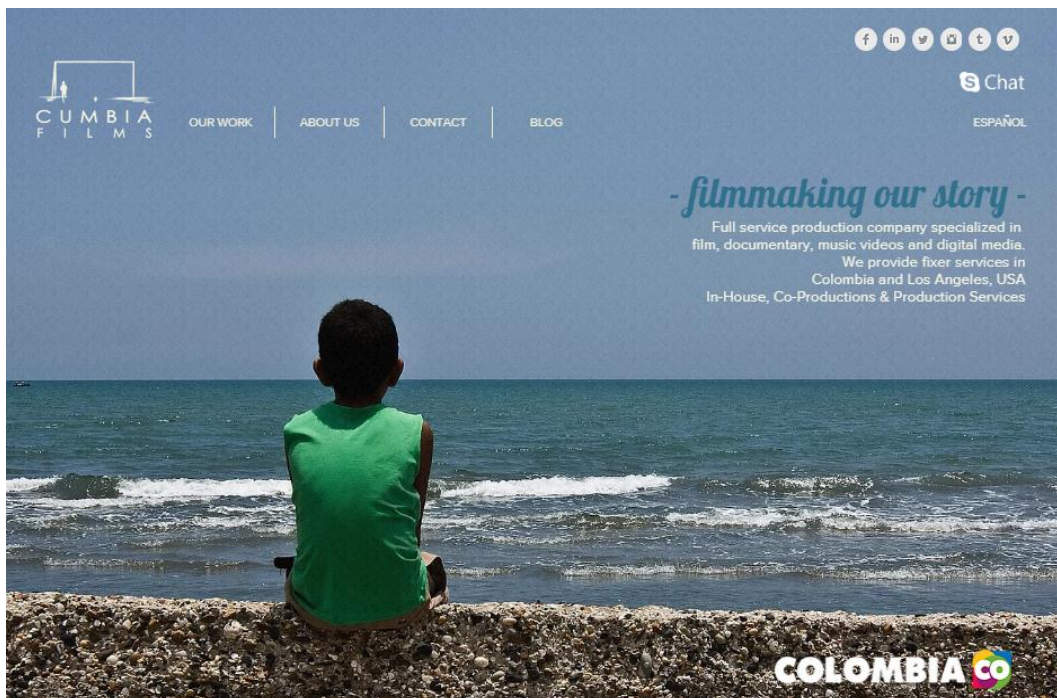 CUMBIA
FILMS
OUR WORK
ABOUT US
CONTACT
BLOG
f in t v
S Chat
ESPAÑOL
- filmmaking our story -
Full service production company specialized in
film, documentary, music videos and digital media.
We provide fixer services in
Colombia and Los Angeles, USA
In-House, Co-Productions & Production Services
COLOMBIA CO